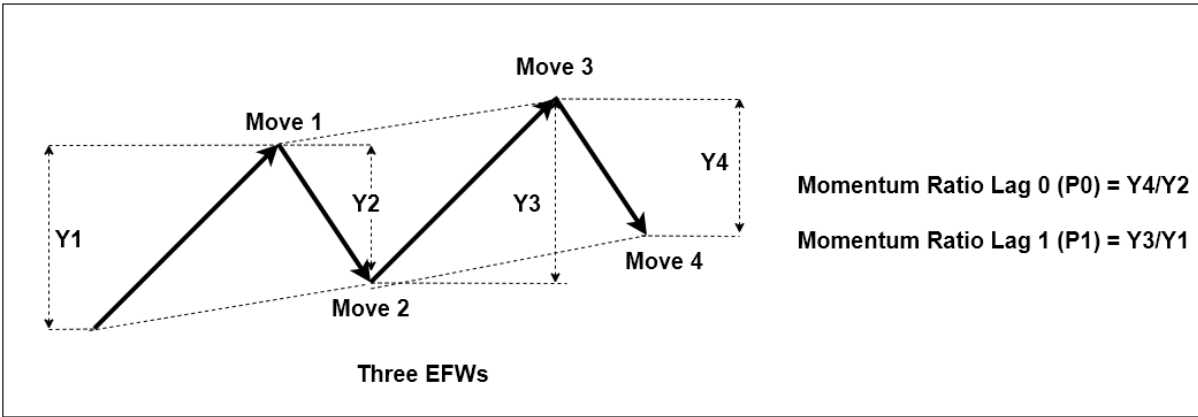 Move 3
Move 1
Y4
Momentum Ratio Lag 0 (P0) = Y4/Y2
Y2
Y3
Y1
Momentum Ratio Lag 1 (P1) = Y3/Y1
Move 4
Move 2
Three EFWs